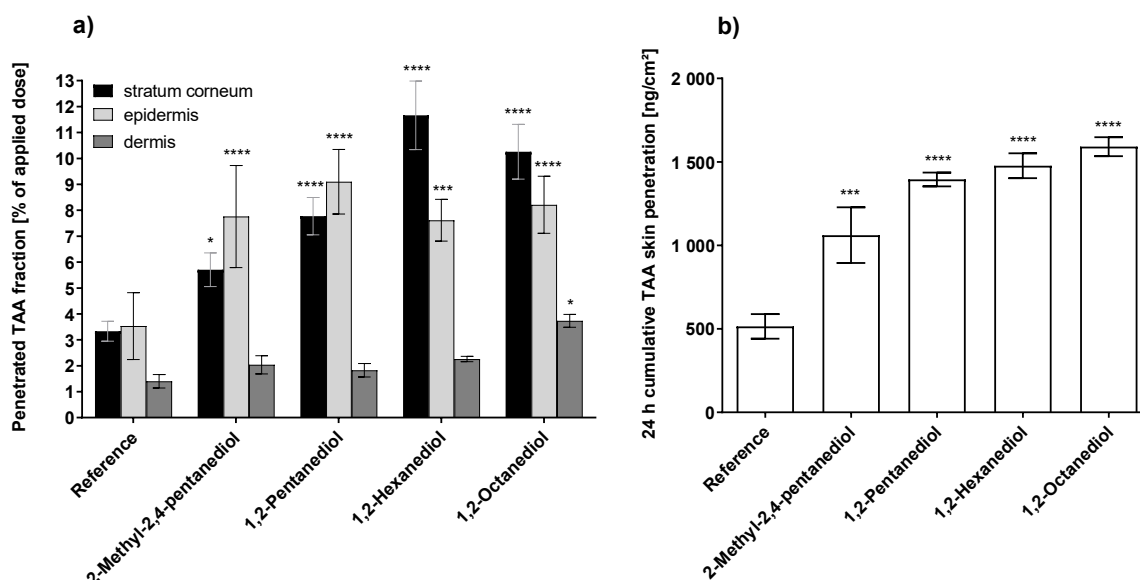 a)
Penetrated TAA fraction [% of applied dose]
13
12
11
10
9
8
7
6
5
4
3
2
1
0
stratum corneum
epidermis
dermis
* **** **** **** **** *** **** **** *
Reference
2-Methyl-2,4-pentanediol
1,2-Pentanediol
1,2-Hexanediol
1,2-Octanediol
b)
24 h cumulative TAA skin penetration [ng/cm²]
2 000
1 500
1 000
500
0
*** **** **** ****
Reference
2-Methyl-2,4-pentanediol
1,2-Pentanediol
1,2-Hexanediol
1,2-Octanediol